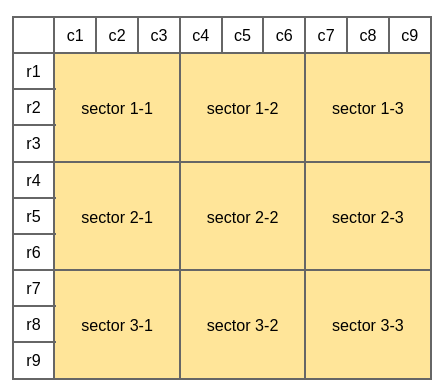 c1 c2 c3 c4 c5 c6 c7 c8 c9
r1
r2 sector 1-1 sector 1-2 sector 1-3
r3
r4
r5 sector 2-1 sector 2-2 sector 2-3
r6
r7
r8 sector 3-1 sector 3-2 sector 3-3
r9